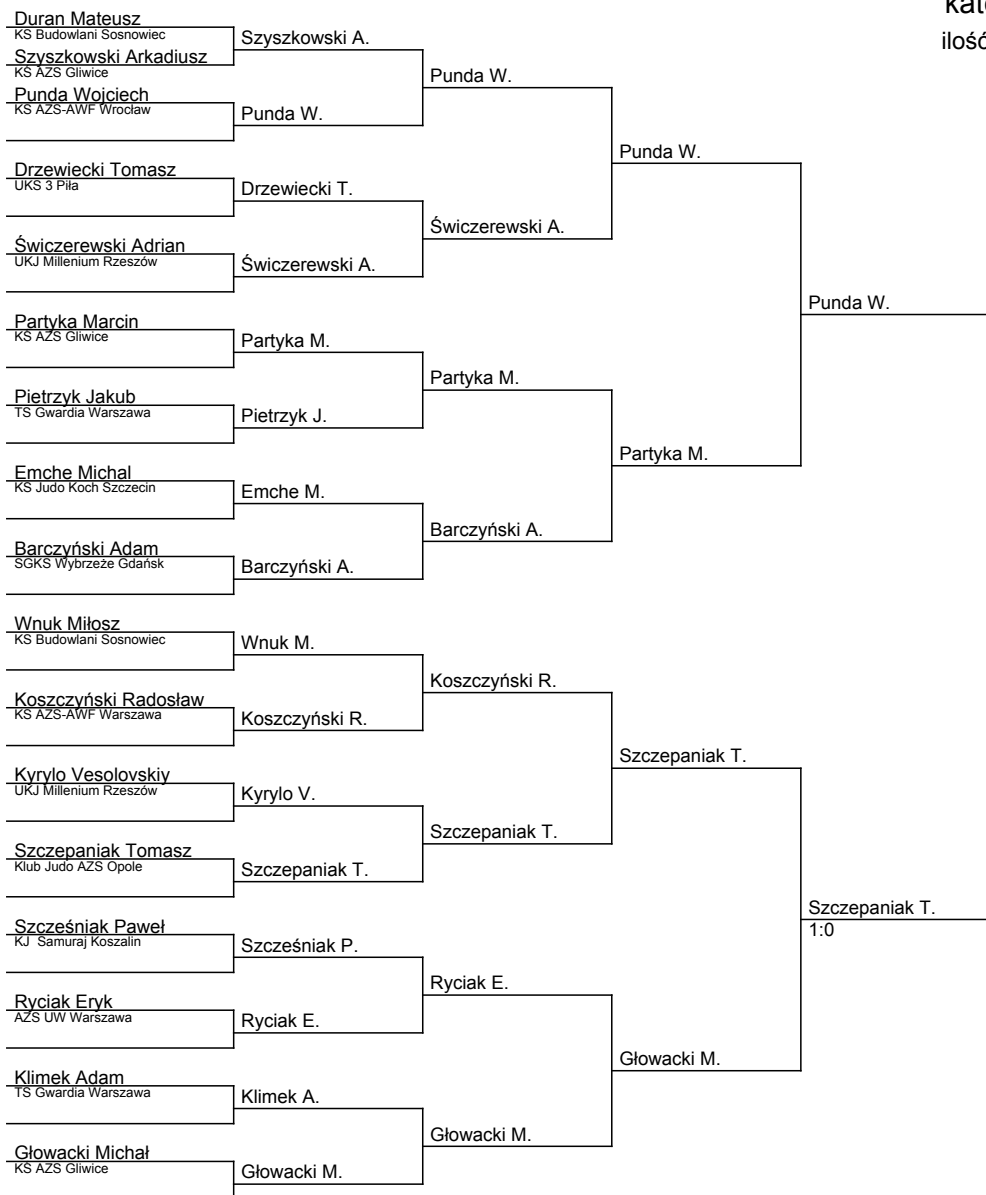 kate
ilość
Duran Mateusz
KS Budowlani Sosnowiec
Szyszkowski A.
Szyszkowski Arkadiusz
KS AZS Gliwice
Punda W.
Punda Wojciech
KS AZS-AWF Wrocław
Punda W.
Punda W.
Drzewiecki Tomasz
UKS 3 Piła
Drzewiecki T.
Świczerewski A.
Świczerewski Adrian
UKJ Millenium Rzeszów
Świczerewski A.
Punda W.
Partyka Marcin
KS AZS Gliwice
Partyka M.
Partyka M.
Pietrzyk Jakub
TS Gwardia Warszawa
Pietrzyk J.
Partyka M.
Emche Michal
KS Judo Koch Szczecin
Emche M.
Barczyński A.
Barczyński Adam
SGKS Wybrzeże Gdańsk
Barczyński A.
Wnuk Miłosz
KS Budowlani Sosnowiec
Wnuk M.
Koszczyński R.
Koszczyński Radosław
KS AZS-AWF Warszawa
Koszczyński R.
Szczepaniak T.
Kyrylo Vesolovskiy
UKJ Millenium Rzeszów
Kyrylo V.
Szczepaniak T.
Szczepaniak Tomasz
Klub Judo AZS Opole
Szczepaniak T.
Szczepaniak T.
1:0
Szcześniak Paweł
KJ Samuraj Koszalin
Szcześniak P.
Ryciak E.
Ryciak Eryk
AZS UW Warszawa
Ryciak E.
Głowacki M.
Klimek Adam
TS Gwardia Warszawa
Klimek A.
Głowacki M.
Głowacki Michał
KS AZS Gliwice
Głowacki M.